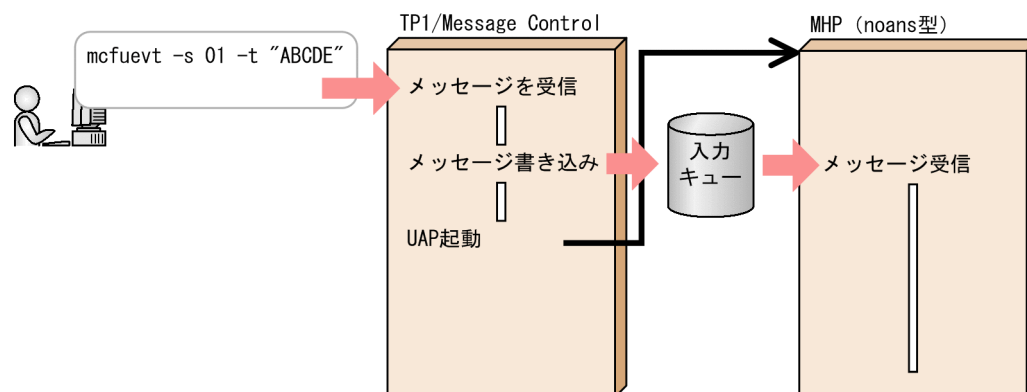 TP1/Message Control
MHP (noans型)
mcfuevt -s 01 -t "ABCDE"
メッセージを受信
メッセージ書き込み
入力
キュー
メッセージ受信
UAP起動